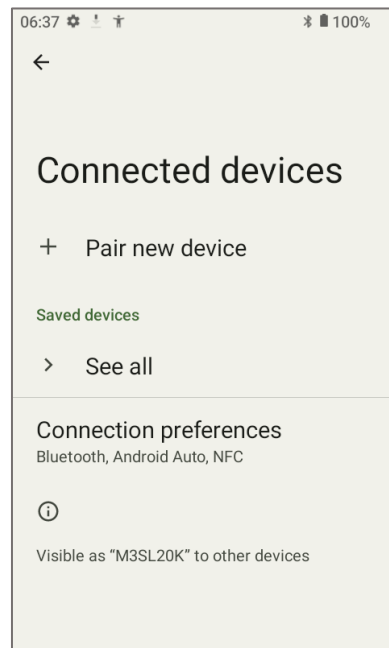 06:37
100%
Connected devices
Pair new device
Saved devices
See all
Connection preferences
Bluetooth, Android Auto, NFC
Visible as “M3SL20K” to other devices